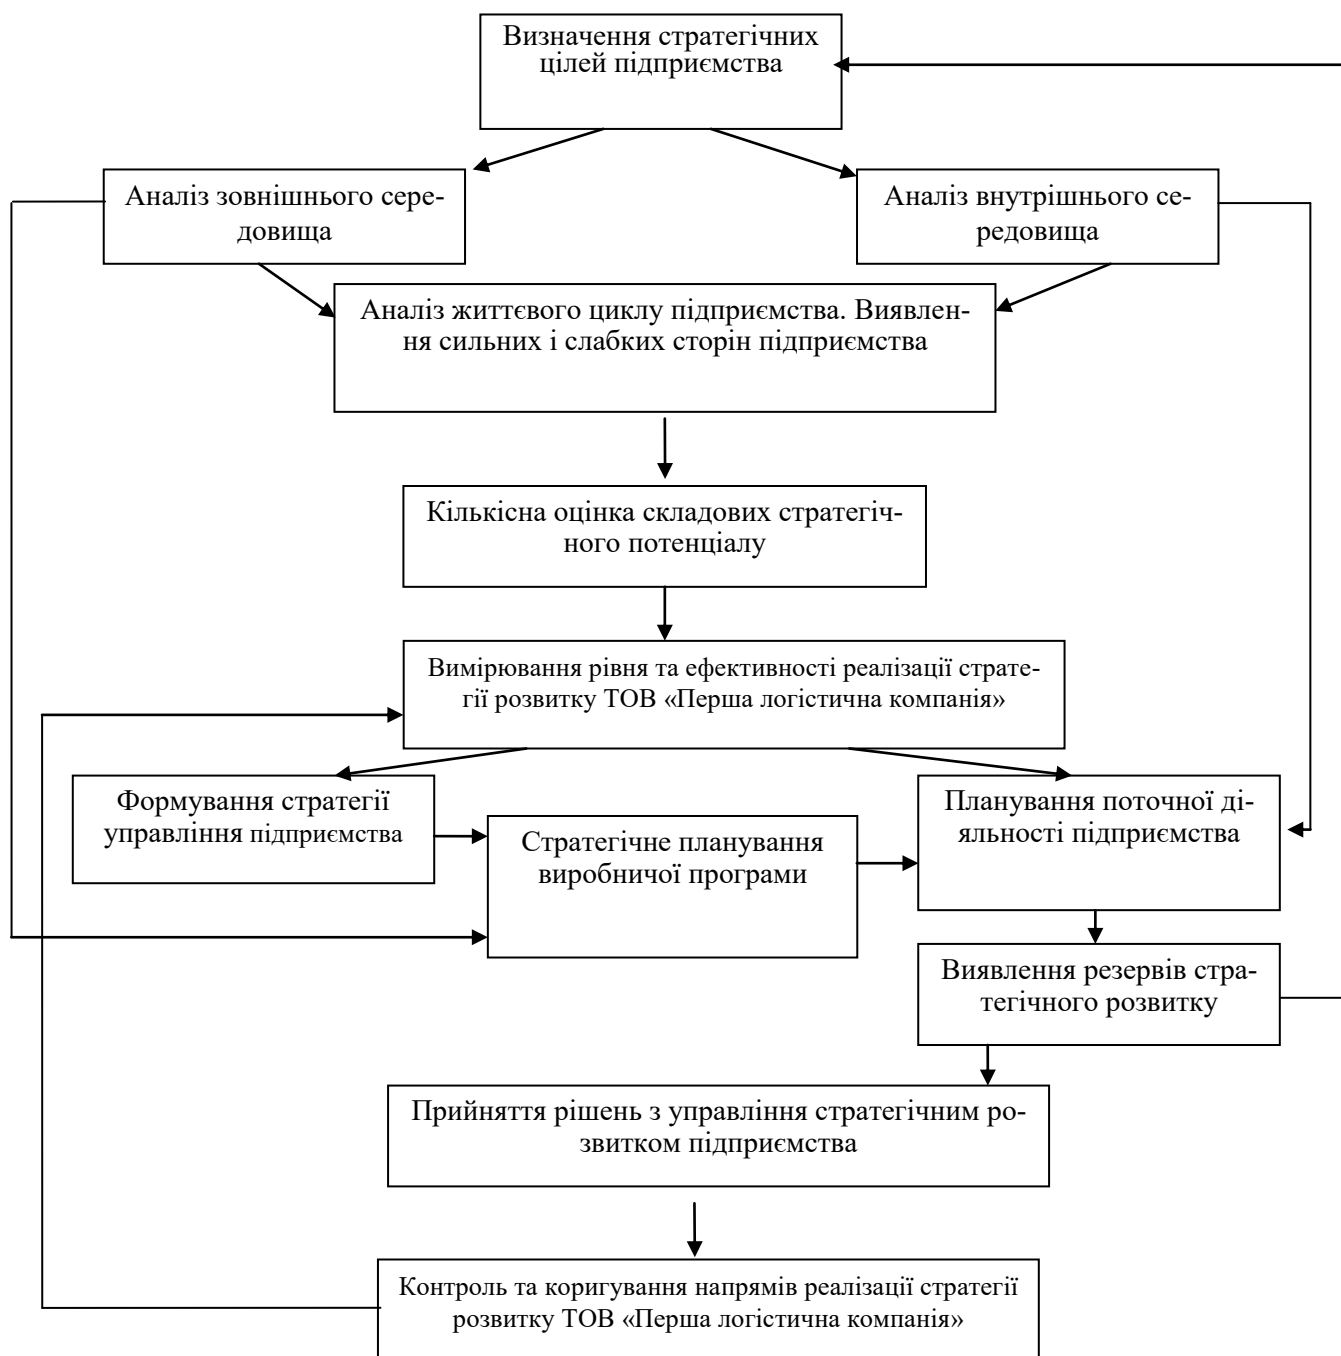 Визначення стратегічних
цілей підприємства
Аналіз зовнішнього сере-
довища
Аналіз внутрішнього се-
редовища
Аналіз життєвого циклу підприємства. Виявлен-
ня сильних і слабких сторін підприємства
Кількісна оцінка складових стратегіч-
ного потенціалу
Вимірювання рівня та ефективності реалізації страте-
гії розвитку ТОВ «Перша логістична компанія»
Формування стратегії
управління підприємства
Стратегічне планування
виробничої програми
Планування поточної ді-
яльності підприємства
Виявлення резервів стра-
тегічного розвитку
Прийняття рішень з управління стратегічним ро-
звитком підприємства
Контроль та коригування напрямів реалізації стратегії
розвитку ТОВ «Перша логістична компанія»